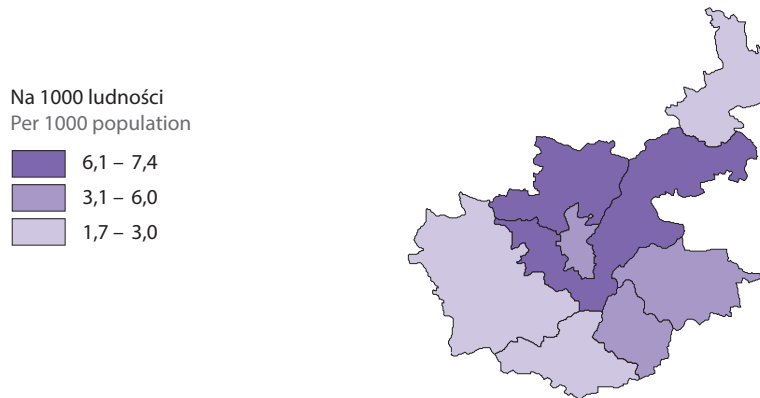 Na 1000 ludności
Per 1000 population
6,1 – 7,4
3,1 – 6,0
1,7 – 3,0